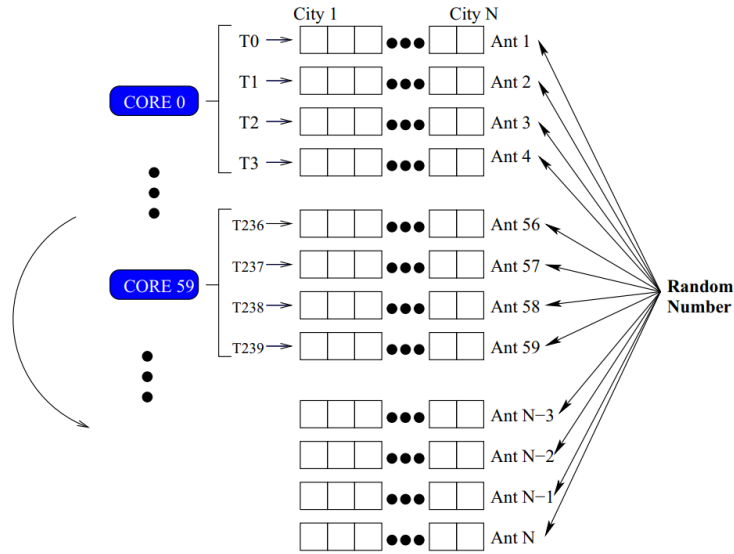 City 1 City N
T0 Ant 1
T1 Ant 2
CORE 0
T2 Ant 3
T3 Ant 4
T236 Ant 56
T237 Ant 57
CORE 59
Random
Number
T238 Ant 58
T239 Ant 59
Ant N−3
Ant N−2
Ant N−1
Ant N